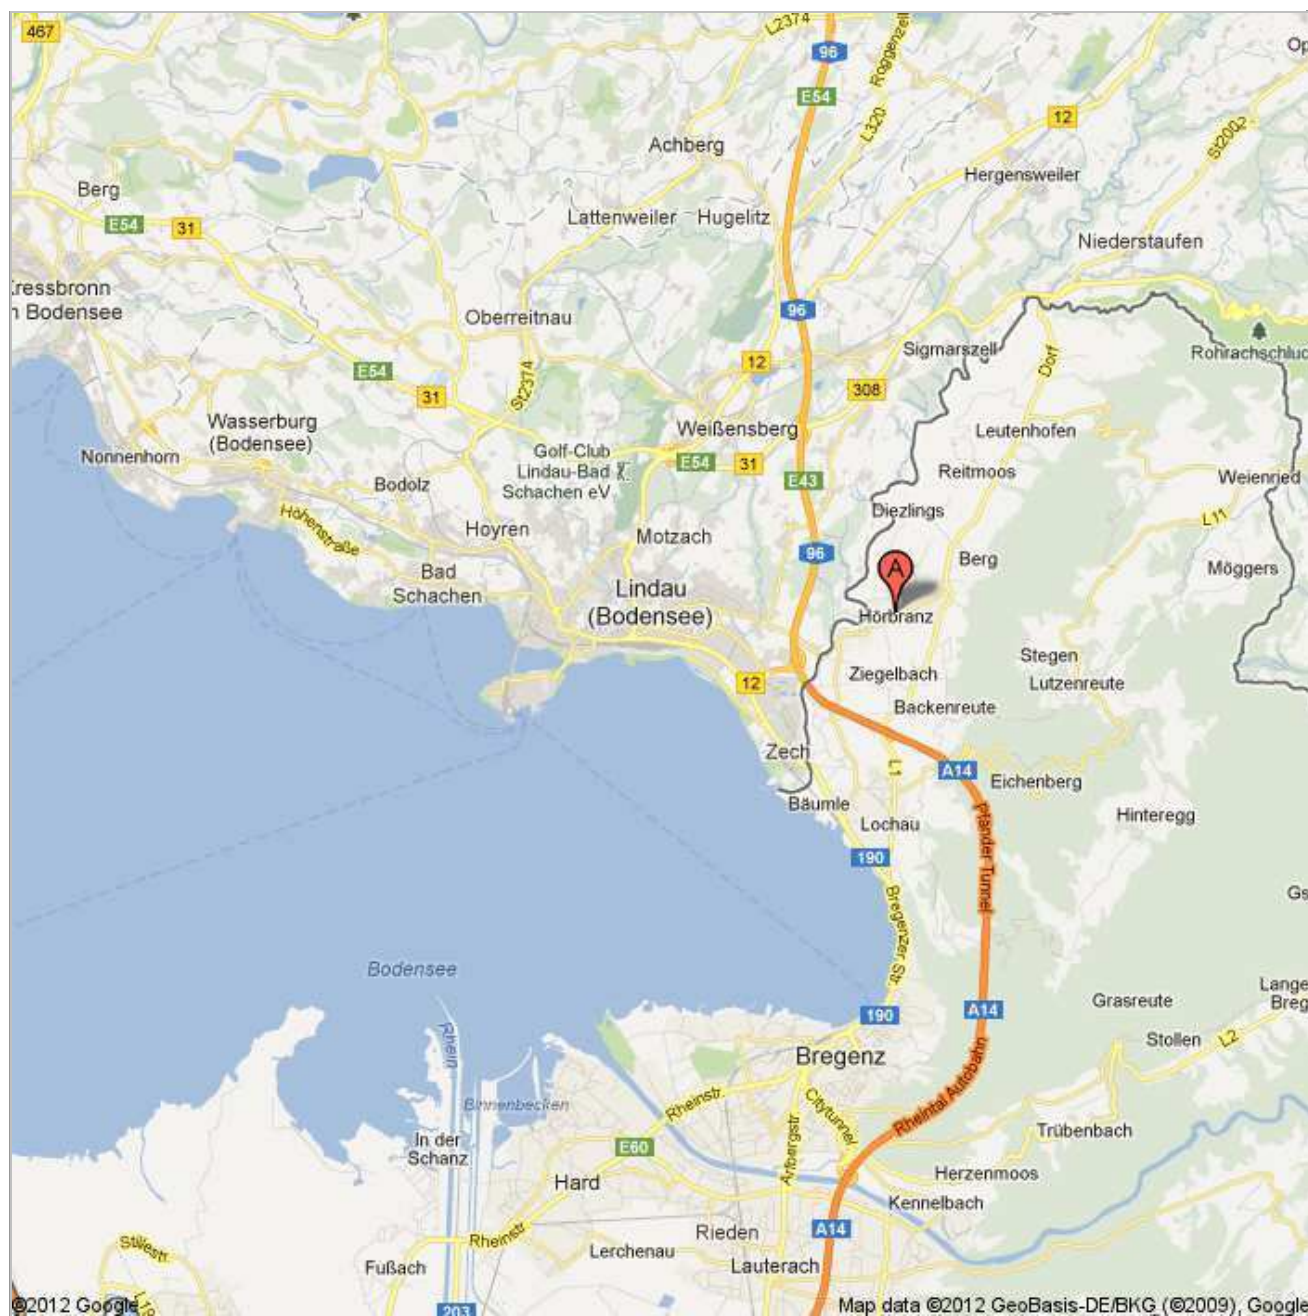 467
L2374
96
Roggenzell
Op
E54
12
L320
St2002
Achberg
Hergensweiler
Berg
Lattenweiler
Hugelitz
E54
31
Niederstaufen
ressbronn
n Bodensee
96
Oberreitnau
Sigmarszell
Rohrachschluc
12
Dorf
E54
31
St2374
308
Wasserburg
(Bodensee)
Weißensberg
Leutenhofen
Nonnenhorn
Golf-Club
Lindau-Bad
Schachen eV
E54
31
Reitmoos
Weienried
Bodolz
E43
Diezlings
L11
Höhenstraße
Hoyren
Motzach
96
Berg
Möggers
Bad
Schachen
A
Lindau
(Bodensee)
Hörbranz
Stegen
12
Ziegelbach
Lutzenreute
Backenreute
Zech
L1
A14
Eichenberg
Bäumle
Lochau
Pfänder Tunnel
Hinteregg
190
Bregenzer Str.
Gs
Bodensee
Lange
Breg
Grasreute
190
A14
Rhein
Stollen
L2
Bregenz
Rheintal Autobahn
Binnenbecken
Rheinstr
Citytunnel
Arlbergstr
In der
Schanz
E60
Trübenbach
Hard
Herzenmoos
Kennelbach
Rheinstr
Rieden
A14
Lerchenau
Stillestr
Fußach
Lauterach
L19
203
©2012 Google
Map data ©2012 GeoBasis-DE/BKG (©2009), Google